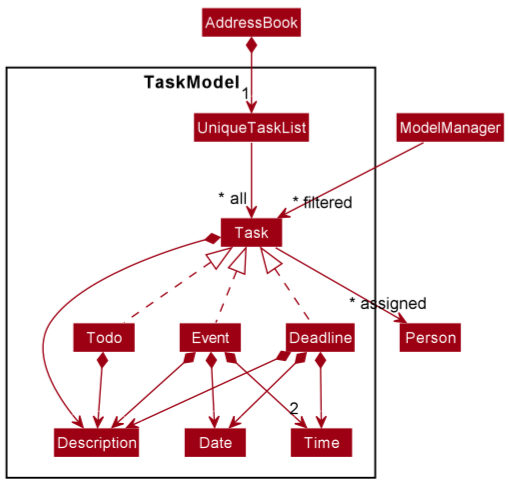 AddressBook
TaskModel
1
UniqueTaskList
ModelManager
* all
* filtered
Task
* assigned
Todo
Event
Deadline
Person
2
Description
Date
Time